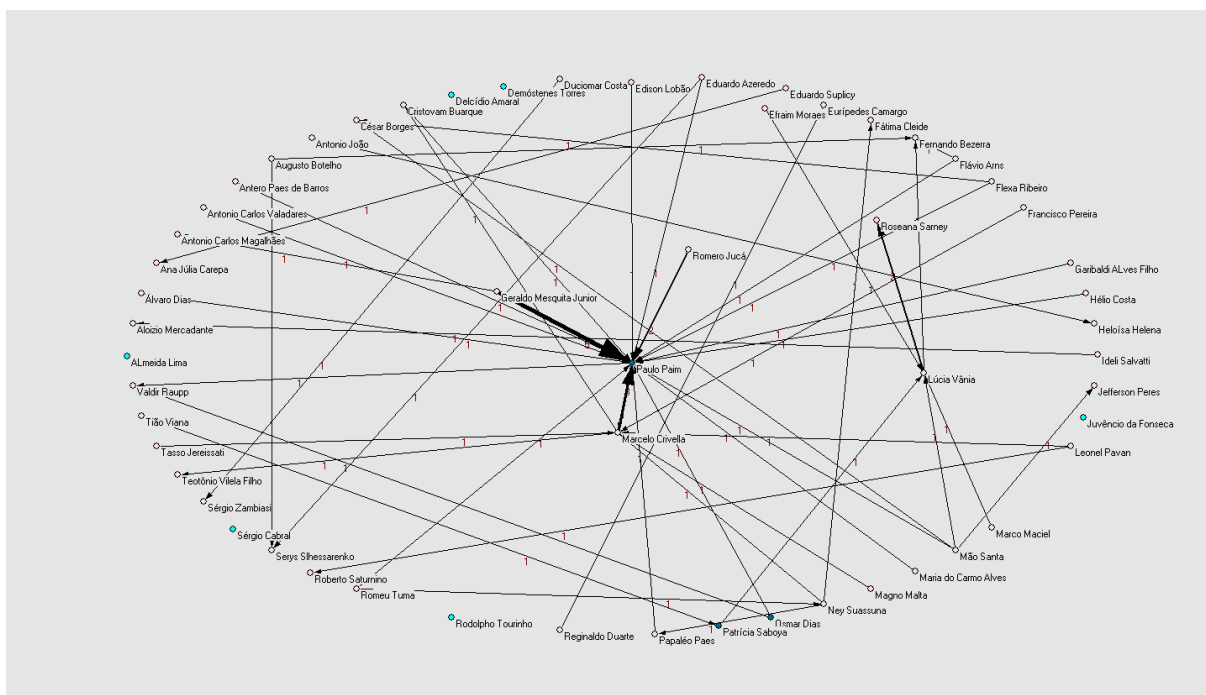 Duciomar Costa
Edison Lobão
Eduardo Azeredo
Eduardo Suplicy
Demóstenes Torres
Delcídio Amaral
Cristovam Buarque
Efraim Moraes
Eurípedes Camargo
César Borges
Fátima Cleide
Antonio João
Fernando Bezerra
Augusto Botelho
Flávio Arns
Antero Paes de Barros
Flexa Ribeiro
Antonio Carlos Valadares
Francisco Pereira
Roseana Sarney
Antonio Carlos Magalhães
Romero Jucá
Ana Júlia Carepa
Garibaldi ALves Filho
Geraldo Mesquita Junior
Álvaro Dias
Hélio Costa
Aloizio Mercadante
Heloísa Helena
ALmeida Lima
Ideli Salvatti
Paulo Paim
Lúcia Vânia
Valdir Raupp
Jefferson Peres
Tião Viana
Juvêncio da Fonseca
Marcelo Crivella
Tasso Jereissati
Leonel Pavan
Teotônio Vilela Filho
Sérgio Zambiasi
Sérgio Cabral
Marco Maciel
Serys Slhessarenko
Mão Santa
Roberto Saturnino
Maria do Carmo Alves
Romeu Tuma
Magno Malta
Ney Suassuna
Rodolpho Tourinho
Reginaldo Duarte
Papaléo Paes
Patrícia Saboya
Osmar Dias